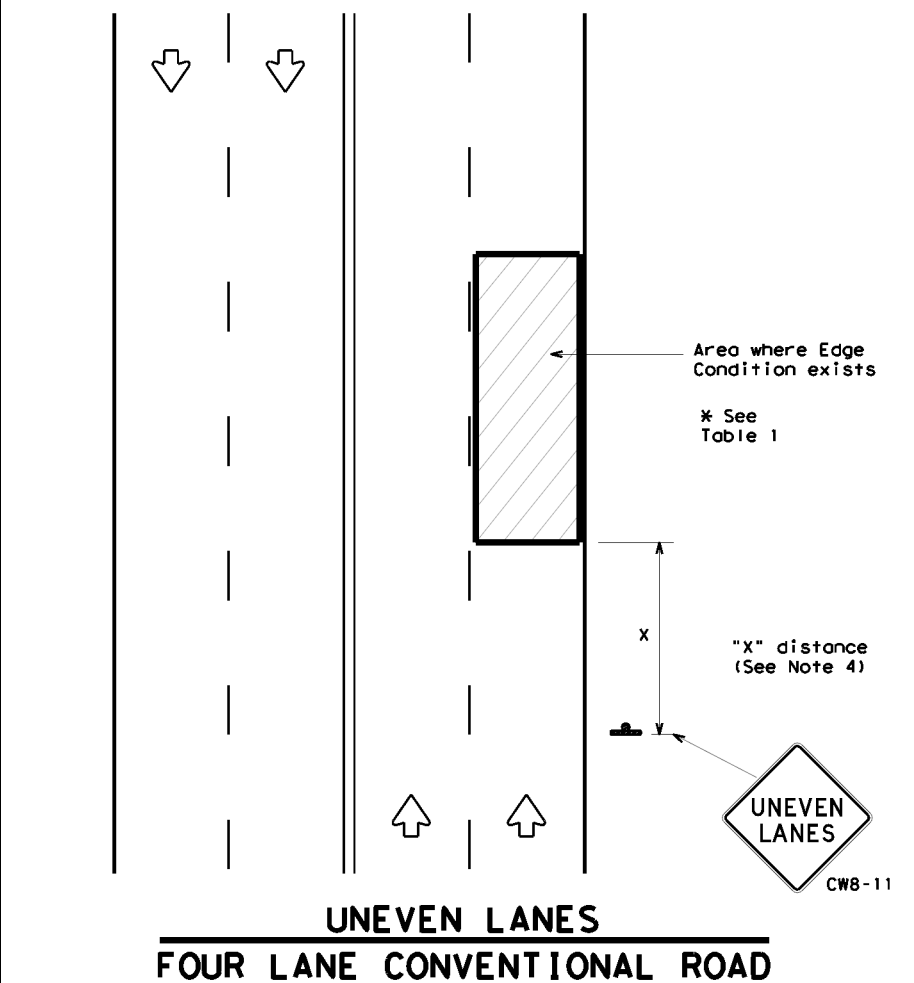 Area where Edge
Condition exists
* See
Table 1
X
"X" distance
(See Note 4)
UNEVEN
LANES
CW8-11
UNEVEN LANES
FOUR LANE CONVENTIONAL ROAD